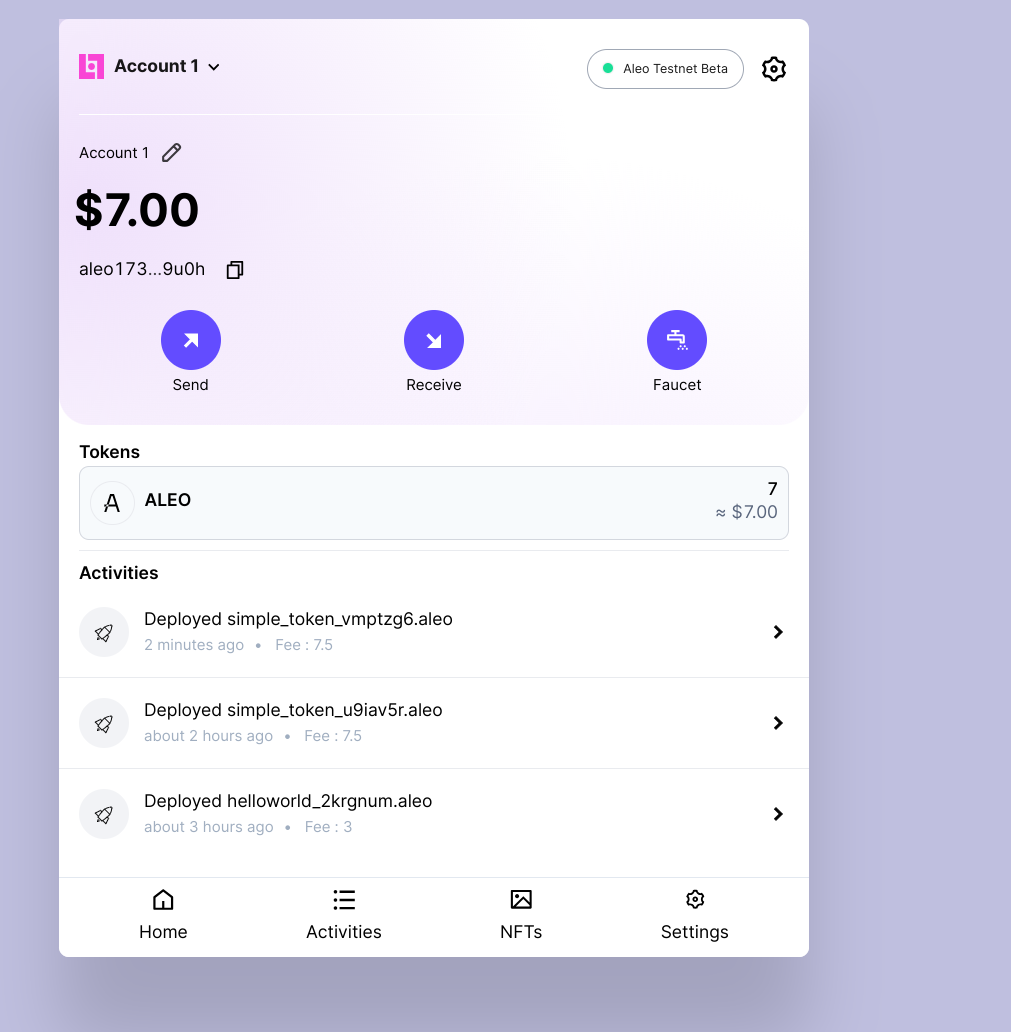 Account 1
Aleo Testnet Beta
Account 1
$7.00
aleo173...9u0h
Send Receive Faucet
Tokens
ALEO
7
≈ $7.00
Activities
Deployed simple_token_vmptzg6.aleo
2 minutes ago • Fee : 7.5
Deployed simple_token_u9iav5r.aleo
about 2 hours ago • Fee : 7.5
Deployed helloworld_2krgnum.aleo
about 3 hours ago • Fee : 3
Home Activities NFTs Settings